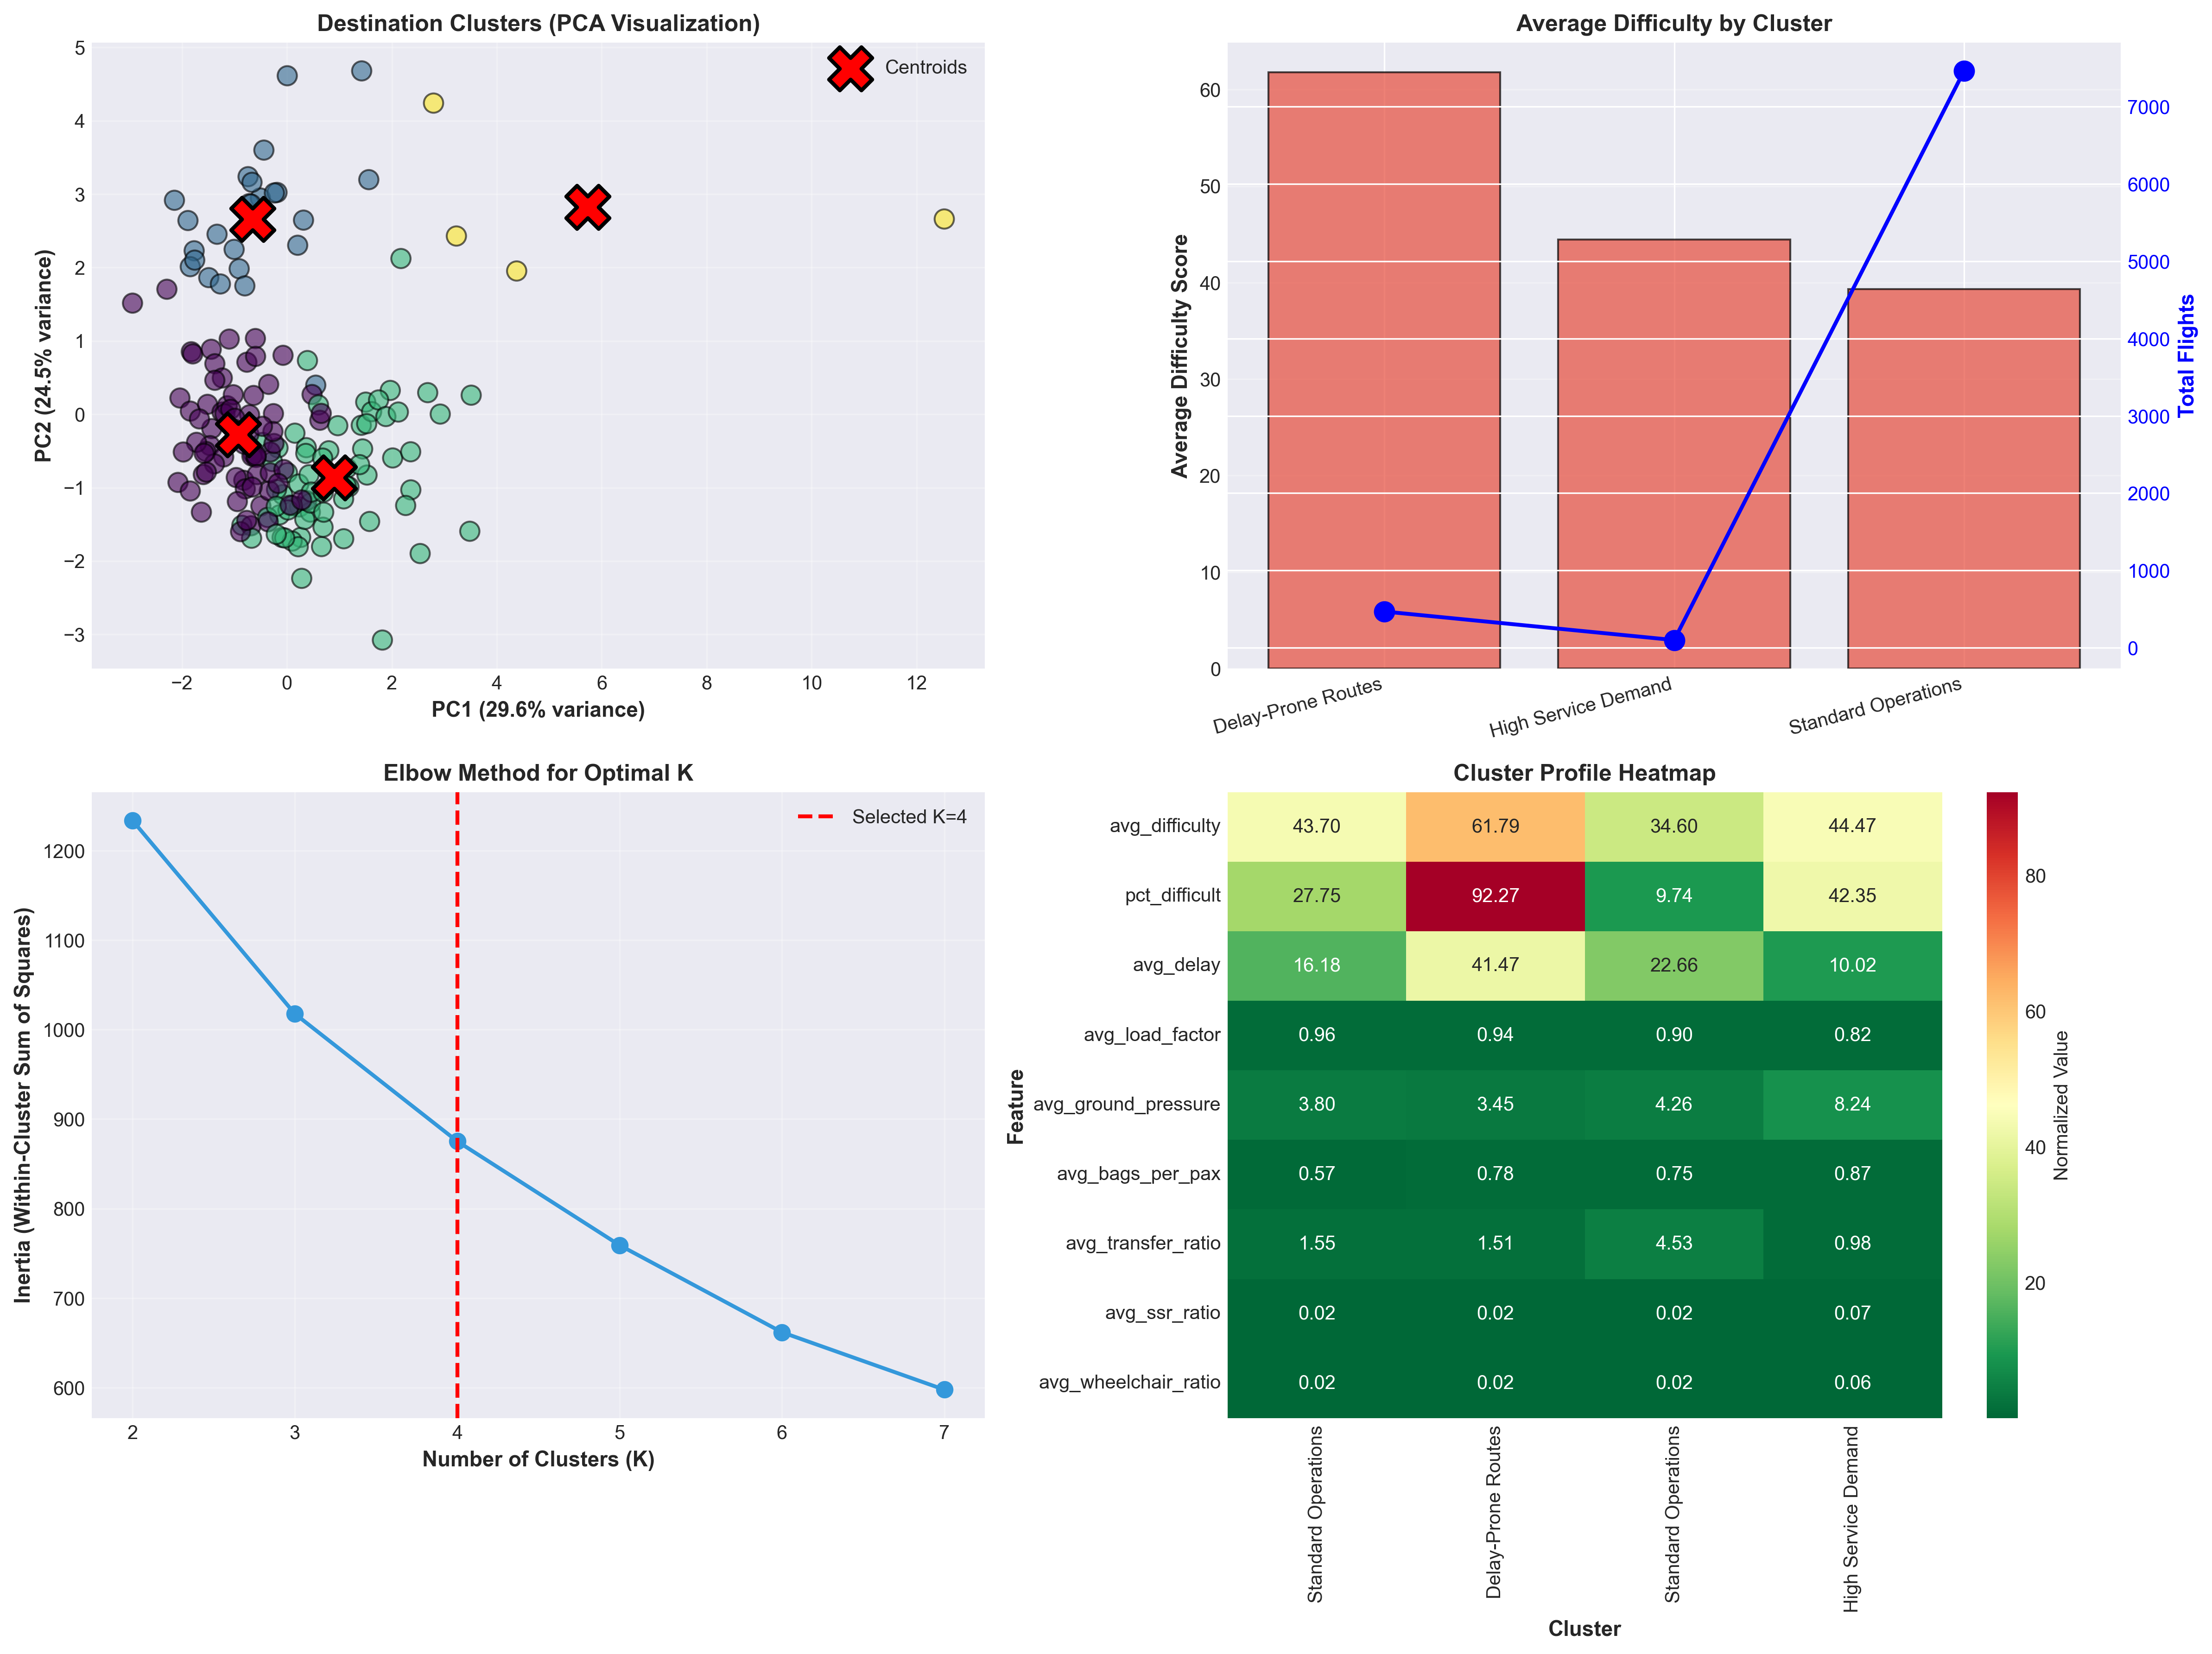 Destination Clusters (PCA Visualization)
Centroids
5
4
3
2
1
0
−1
−2
−3
PC2 (24.5% variance)
−2
0
2
4
6
8
10
12
PC1 (29.6% variance)
Average Difficulty by Cluster
60
50
40
30
20
10
0
Average Difficulty Score
7000
6000
5000
4000
3000
2000
1000
0
Total Flights
Delay-Prone Routes
High Service Demand
Standard Operations
Elbow Method for Optimal K
Selected K=4
1200
1100
1000
900
800
700
600
Inertia (Within-Cluster Sum of Squares)
2
3
4
5
6
7
Number of Clusters (K)
Cluster Profile Heatmap
Feature
avg_difficulty 43.70 61.79 34.60 44.47
pct_difficult 27.75 92.27 9.74 42.35
avg_delay 16.18 41.47 22.66 10.02
avg_load_factor 0.96 0.94 0.90 0.82
avg_ground_pressure 3.80 3.45 4.26 8.24
avg_bags_per_pax 0.57 0.78 0.75 0.87
avg_transfer_ratio 1.55 1.51 4.53 0.98
avg_ssr_ratio 0.02 0.02 0.02 0.07
avg_wheelchair_ratio 0.02 0.02 0.02 0.06
Standard Operations
Delay-Prone Routes
Standard Operations
High Service Demand
Cluster
80
60
40
20
Normalized Value